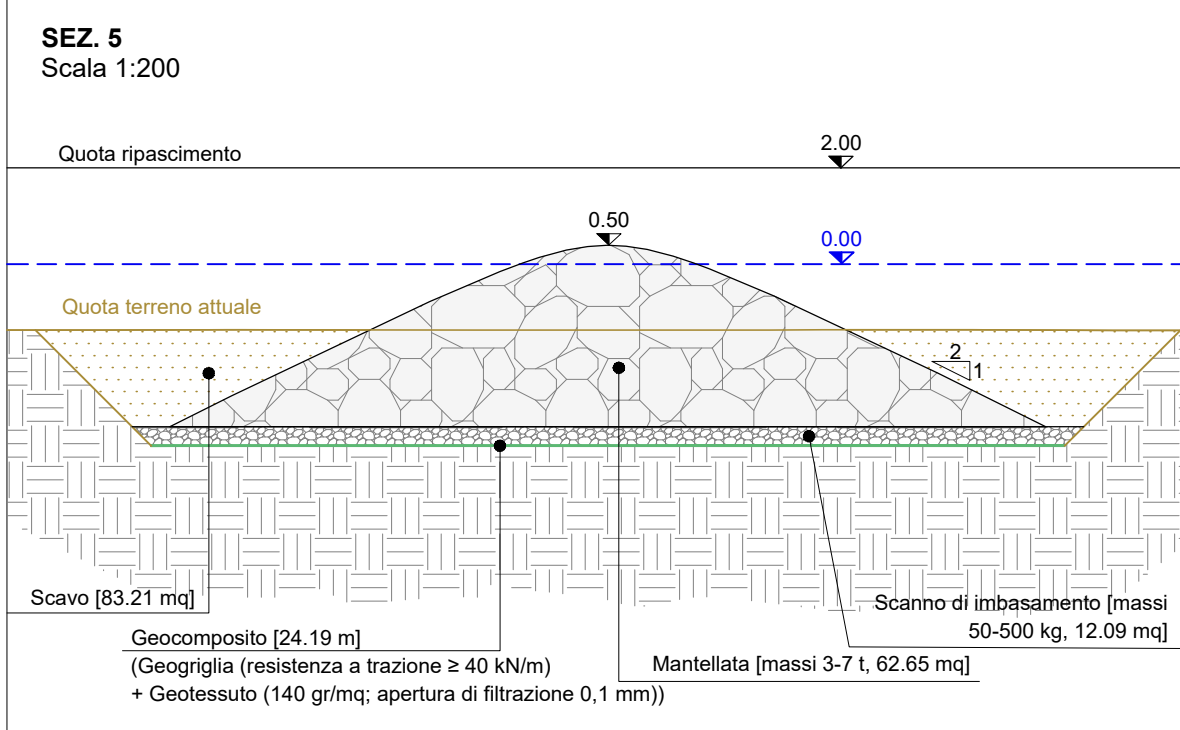 SEZ. 5
Scala 1:200
Quota ripascimento
2.00
0.50
0.00
Quota terreno attuale
2
1
Scavo [83.21 mq]
Scanno di imbasamento [massi
50-500 kg, 12.09 mq]
Geocomposito [24.19 m]
(Geogriglia (resistenza a trazione ≥ 40 kN/m)
+ Geotessuto (140 gr/mq; apertura di filtrazione 0,1 mm))
Mantellata [massi 3-7 t, 62.65 mq]